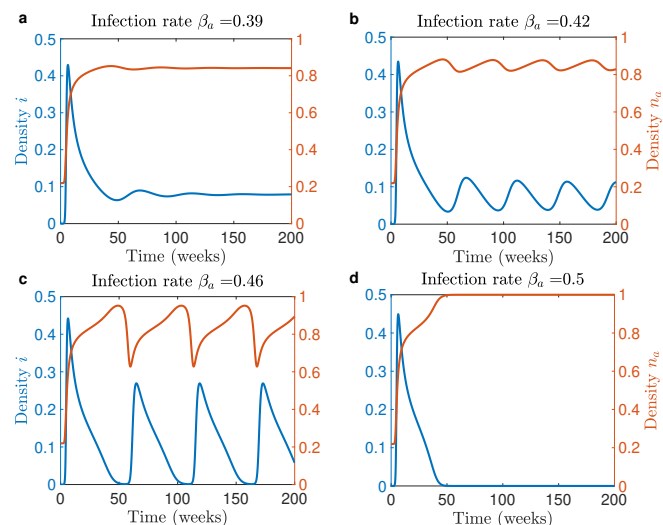 a
Infection rate βₐ =0.39
0.5
0.4
0.3
0.2
0.1
0
Density i
1
0.8
0.6
0.4
0.2
0
0 50 100 150 200
Time (weeks)
b
Infection rate βₐ =0.42
0.5
0.4
0.3
0.2
0.1
0
1
0.8
0.6
0.4
0.2
0
Density nₐ
0 50 100 150 200
Time (weeks)
c
Infection rate βₐ =0.46
0.5
0.4
0.3
0.2
0.1
0
Density i
1
0.8
0.6
0.4
0.2
0
0 50 100 150 200
Time (weeks)
d
Infection rate βₐ =0.5
0.5
0.4
0.3
0.2
0.1
0
1
0.8
0.6
0.4
0.2
0
Density nₐ
0 50 100 150 200
Time (weeks)